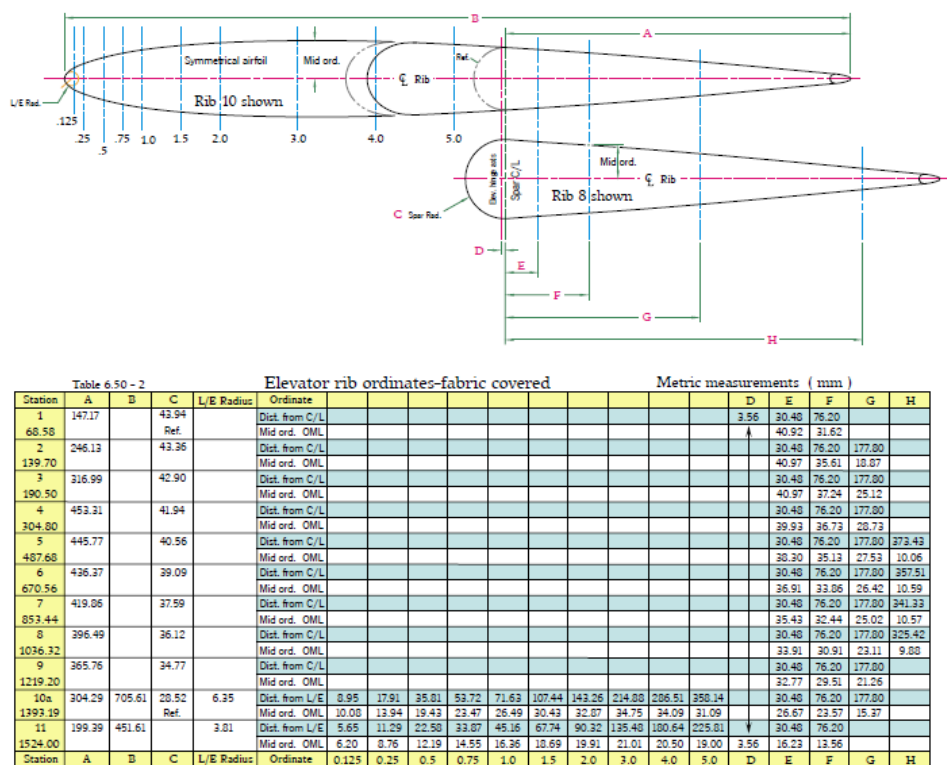 B
A
Symmetrical airfoil
Mid ord.
Ref.
℄ Rib
L/E Rad.
Rib 10 shown
.125
.25
.5
.75
1.0
1.5
2.0
3.0
4.0
5.0
Elev. hinge axis
Spar C/L
Mid ord.
℄ Rib
Rib 8 shown
C Spar Rad.
D
E
F
G
H
Table 6.50 - 2 Elevator rib ordinates-fabric covered Metric measurements ( mm )
Station A B C L/E Radius Ordinate D E F G H
1 147.17 43.94 Dist. from C/L 3.56 30.48 76.20
68.58 Ref. Mid ord. OML 40.92 31.62
2 246.13 43.36 Dist. from C/L 30.48 76.20 177.80
139.70 Mid ord. OML 40.97 35.61 18.87
3 316.99 42.90 Dist. from C/L 30.48 76.20 177.80
190.50 Mid ord. OML 40.97 37.24 25.12
4 453.31 41.94 Dist. from C/L 30.48 76.20 177.80
304.80 Mid ord. OML 39.93 36.73 28.73
5 445.77 40.56 Dist. from C/L 30.48 76.20 177.80 373.43
487.68 Mid ord. OML 38.30 35.13 27.53 10.06
6 436.37 39.09 Dist. from C/L 30.48 76.20 177.80 357.51
670.56 Mid ord. OML 36.91 33.86 26.42 10.59
7 419.86 37.59 Dist. from C/L 30.48 76.20 177.80 341.33
853.44 Mid ord. OML 35.43 32.44 25.02 10.57
8 396.49 36.12 Dist. from C/L 30.48 76.20 177.80 325.42
1036.32 Mid ord. OML 33.91 30.91 23.11 9.88
9 365.76 34.77 Dist. from C/L 30.48 76.20 177.80
1219.20 Mid ord. OML 32.77 29.51 21.26
10a 304.29 705.61 28.52 6.35 Dist. from L/E 8.95 17.91 35.81 53.72 71.63 107.44 143.26 214.88 286.51 358.14 30.48 76.20 177.80
1393.19 Ref. Mid ord. OML 10.08 13.94 19.43 23.47 26.49 30.43 32.87 34.75 34.09 31.09 26.67 23.57 15.37
11 199.39 451.61 3.81 Dist. from L/E 5.65 11.29 22.58 33.87 45.16 67.74 90.32 135.48 180.64 225.81 30.48 76.20
1524.00 Mid ord. OML 6.20 8.76 12.19 14.55 16.36 18.69 19.91 21.01 20.50 19.00 3.56 16.23 13.56
Station A B C L/E Radius Ordinate 0.125 0.25 0.5 0.75 1.0 1.5 2.0 3.0 4.0 5.0 D E F G H